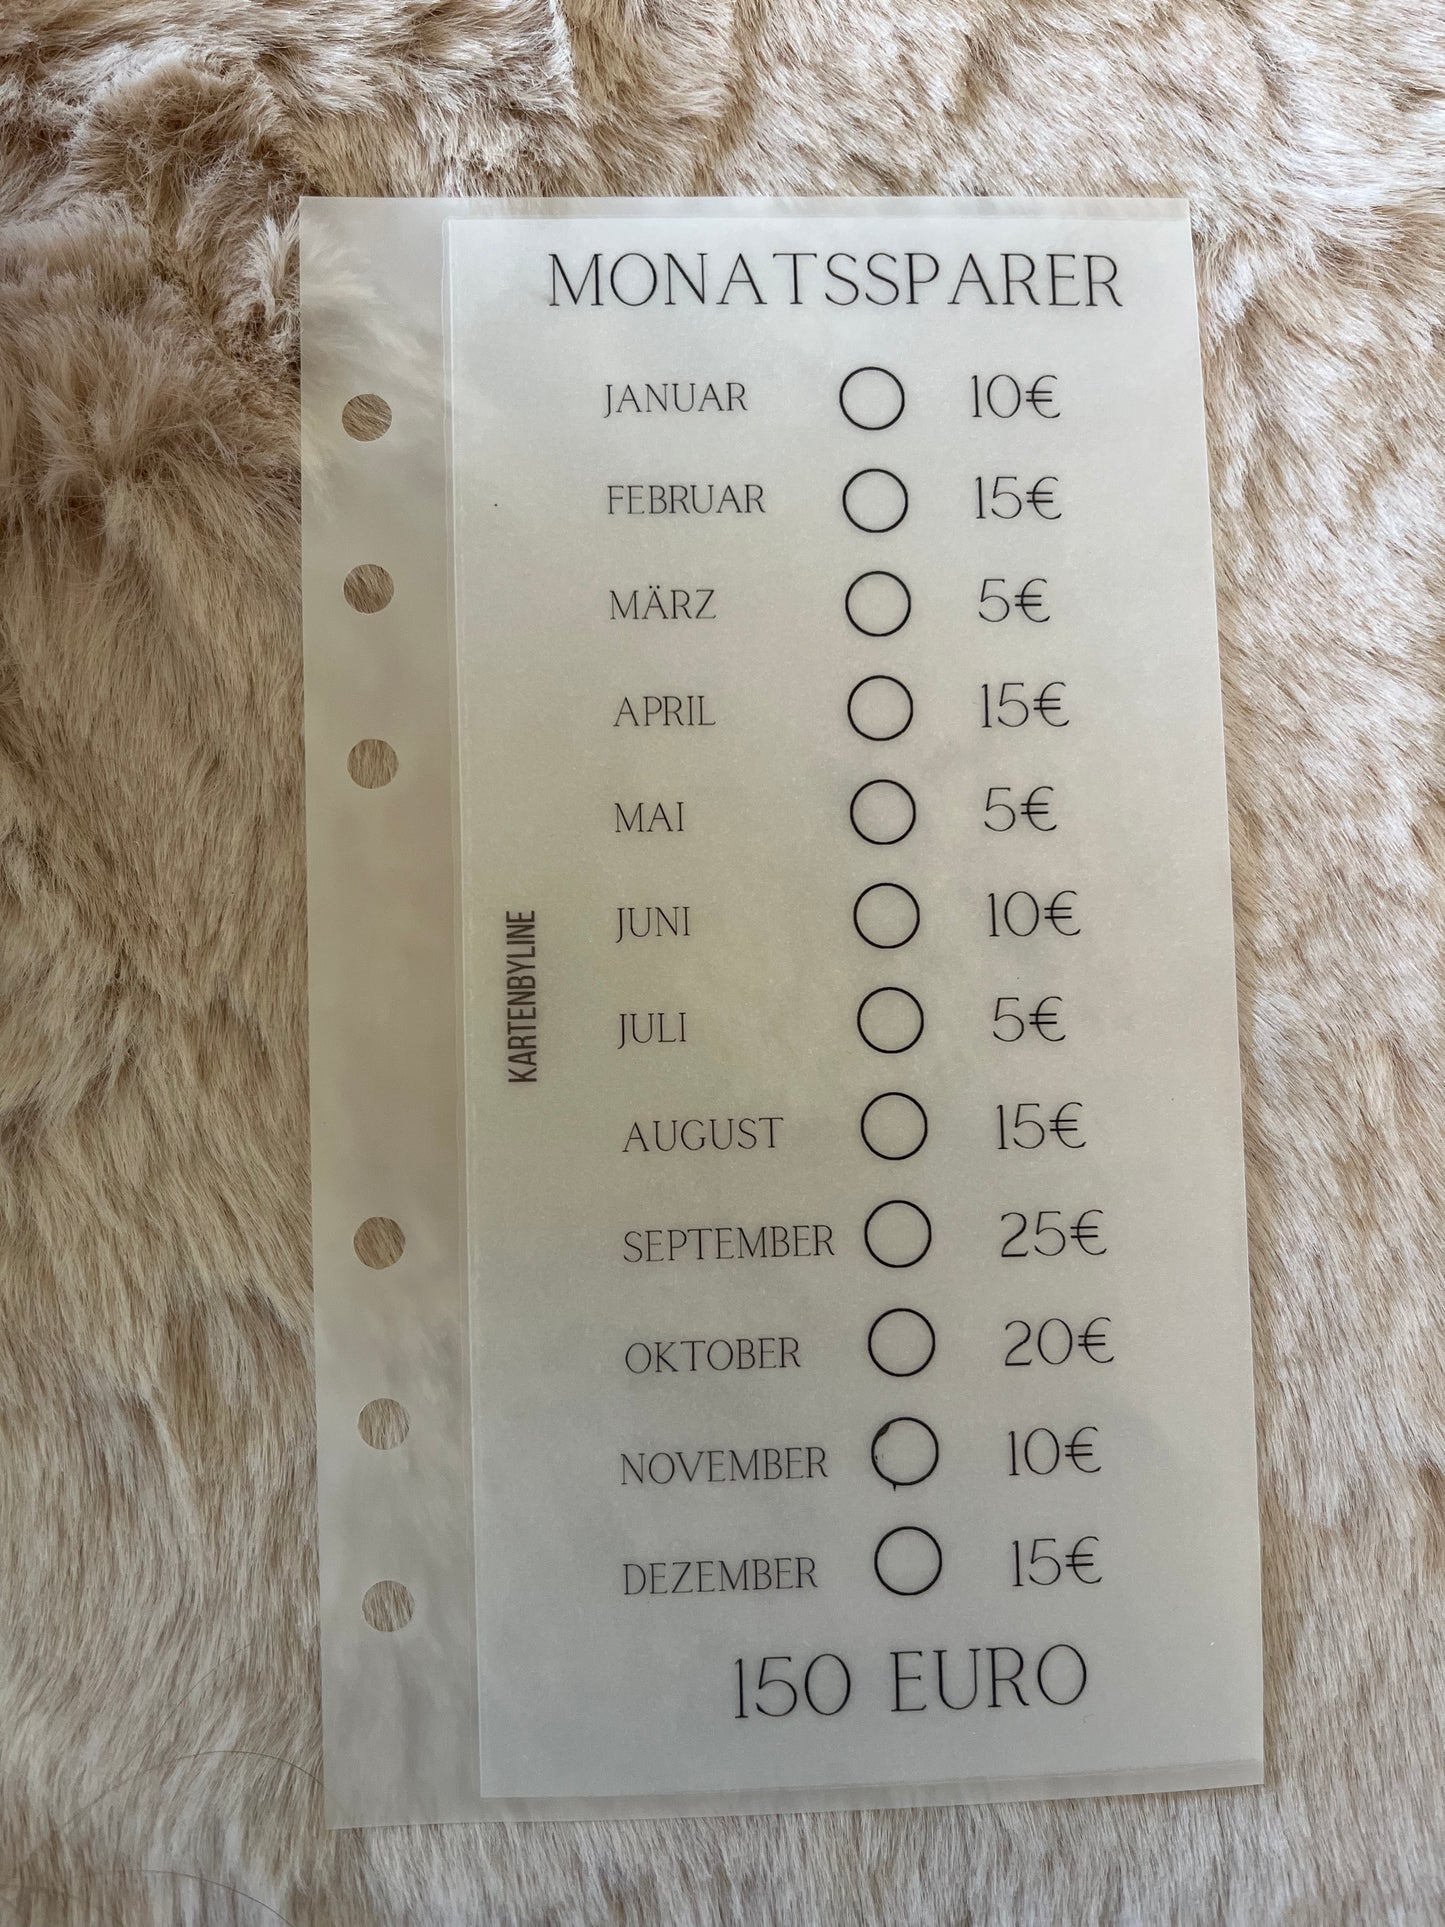 MONATSSPARER
JANUAR 10€
FEBRUAR 15€
MÄRZ 5€
APRIL 15€
MAI 5€
JUNI 10€
JULI 5€
AUGUST 15€
SEPTEMBER 25€
OKTOBER 20€
NOVEMBER 10€
DEZEMBER 15€
150 EURO
KARTENBYLINE